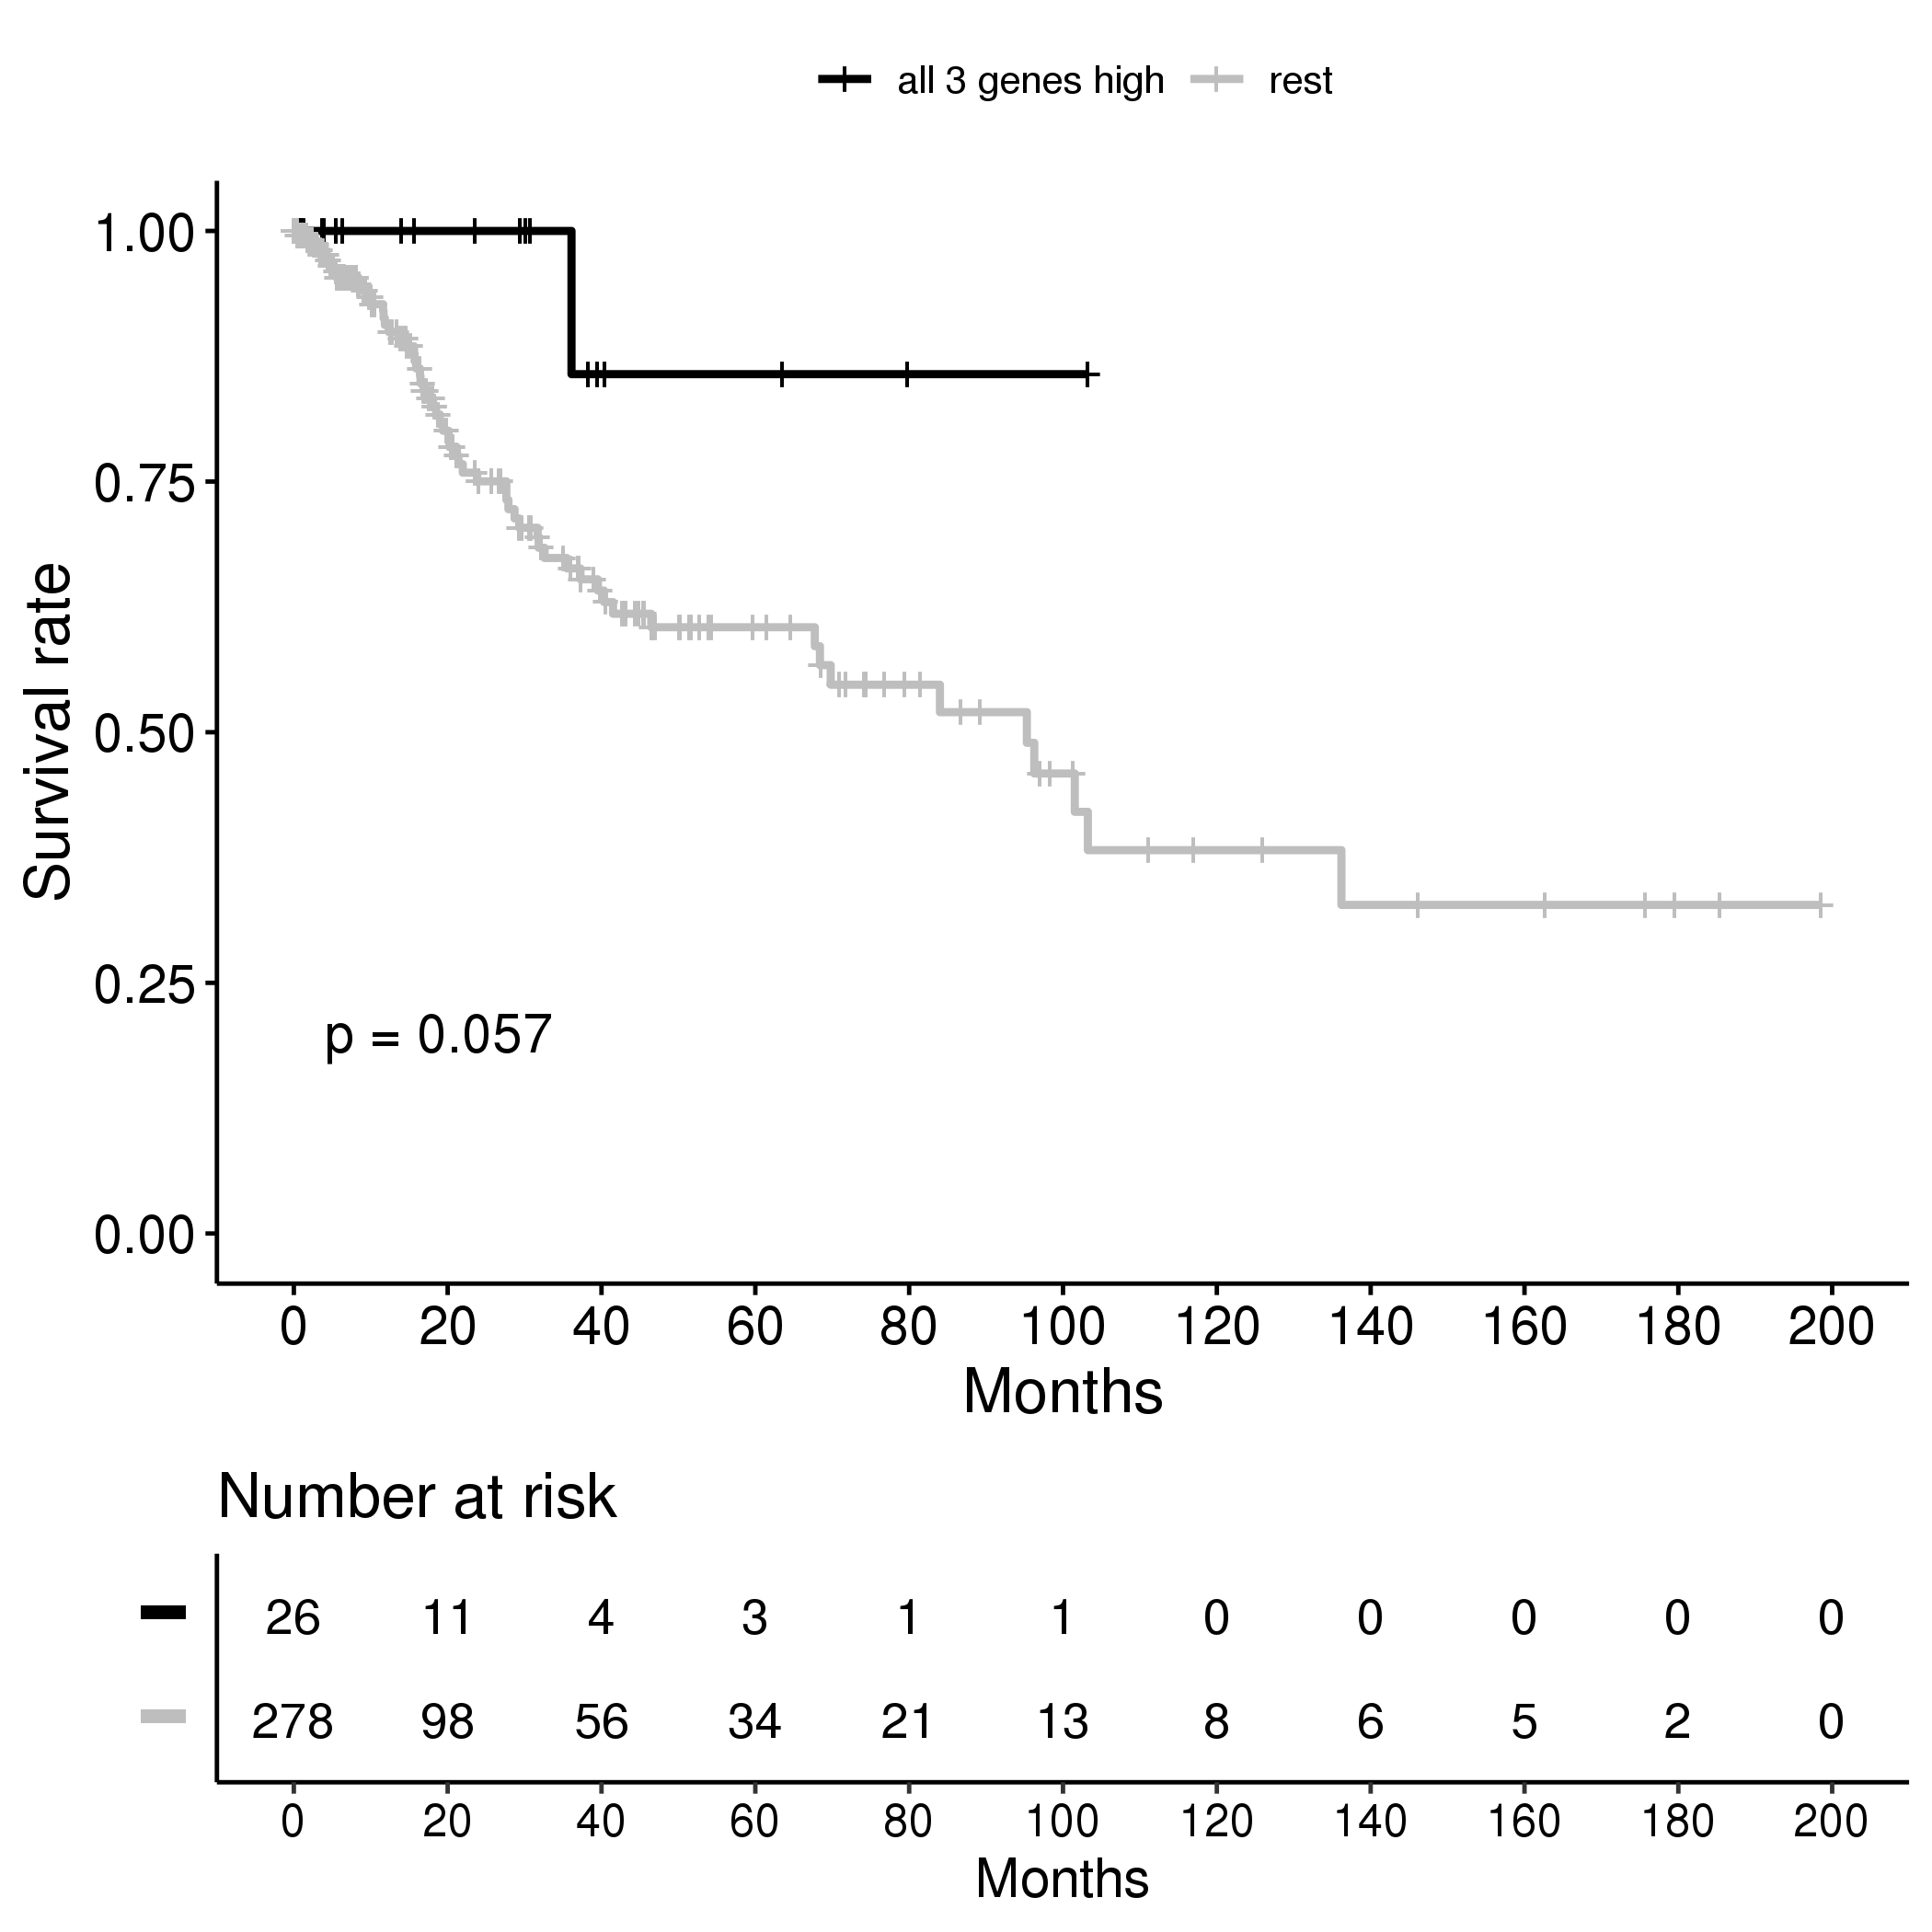 all 3 genes high rest
1.00
0.75
0.50
0.25
0.00
Survival rate
p = 0.057
0 20 40 60 80 100 120 140 160 180 200
Months
Number at risk
26 11 4 3 1 1 0 0 0 0 0
278 98 56 34 21 13 8 6 5 2 0
0 20 40 60 80 100 120 140 160 180 200
Months